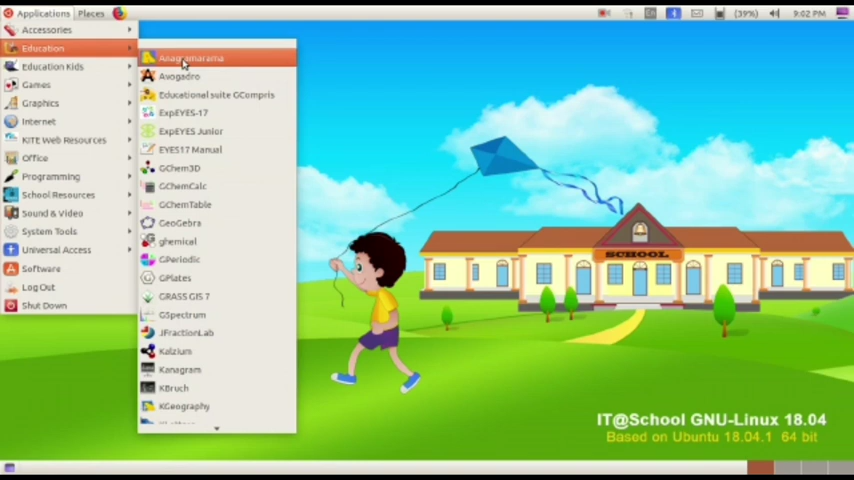 Applications Places (39%) 9:02 PM
Accessories
Education
Education Kids
Games
Graphics
Internet
KITE Web Resources
Office
Programming
School Resources
Sound & Video
System Tools
Universal Access
Software
Log Out
Shut Down
Anagramarama
Avogadro
Educational suite GCompris
ExpEYES-17
ExpEYES Junior
EYES17 Manual
GChem3D
GChemCalc
GChemTable
GeoGebra
ghemical
GPeriodic
GPlates
GRASS GIS 7
GSpectrum
JFractionLab
Kalzium
Kanagram
KBruch
KGeography
SCHOOL
IT@School GNU-Linux 18.04
Based on Ubuntu 18.04.1 64 bit